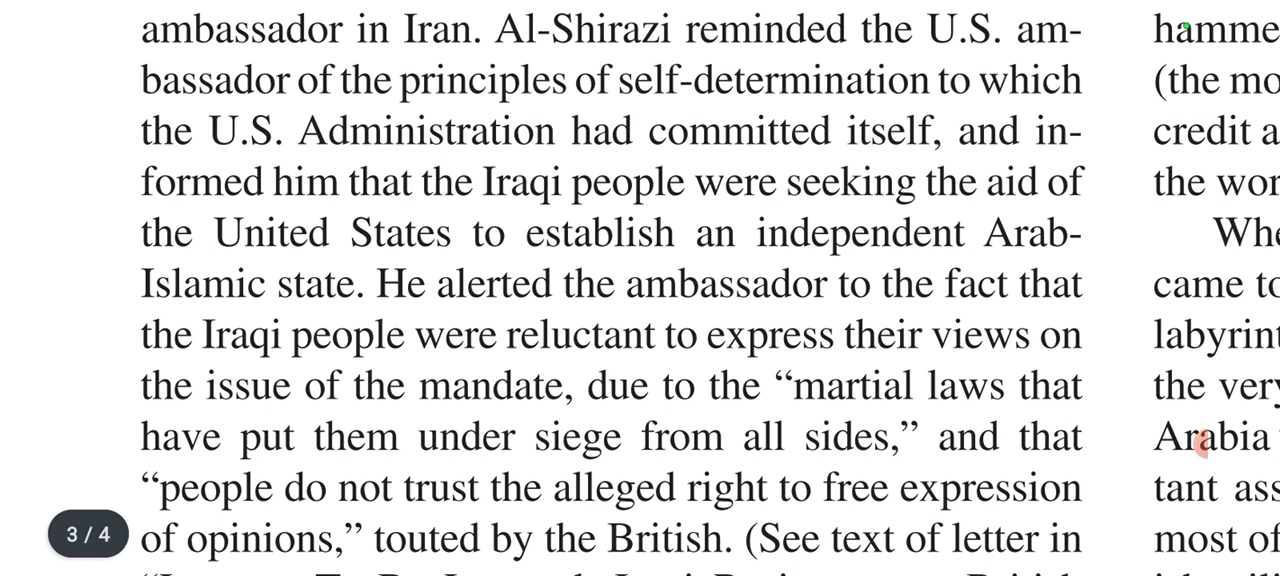 ambassador in Iran. Al-Shirazi reminded the U.S. am-
bassador of the principles of self-determination to which
the U.S. Administration had committed itself, and in-
formed him that the Iraqi people were seeking the aid of
the United States to establish an independent Arab-
Islamic state. He alerted the ambassador to the fact that
the Iraqi people were reluctant to express their views on
the issue of the mandate, due to the “martial laws that
have put them under siege from all sides,” and that
“people do not trust the alleged right to free expression
of opinions,” touted by the British. (See text of letter in
3 / 4
hamme
(the mo
credit a
the wor
Whe
came to
labyrint
the very
Arabia
tant ass
most of